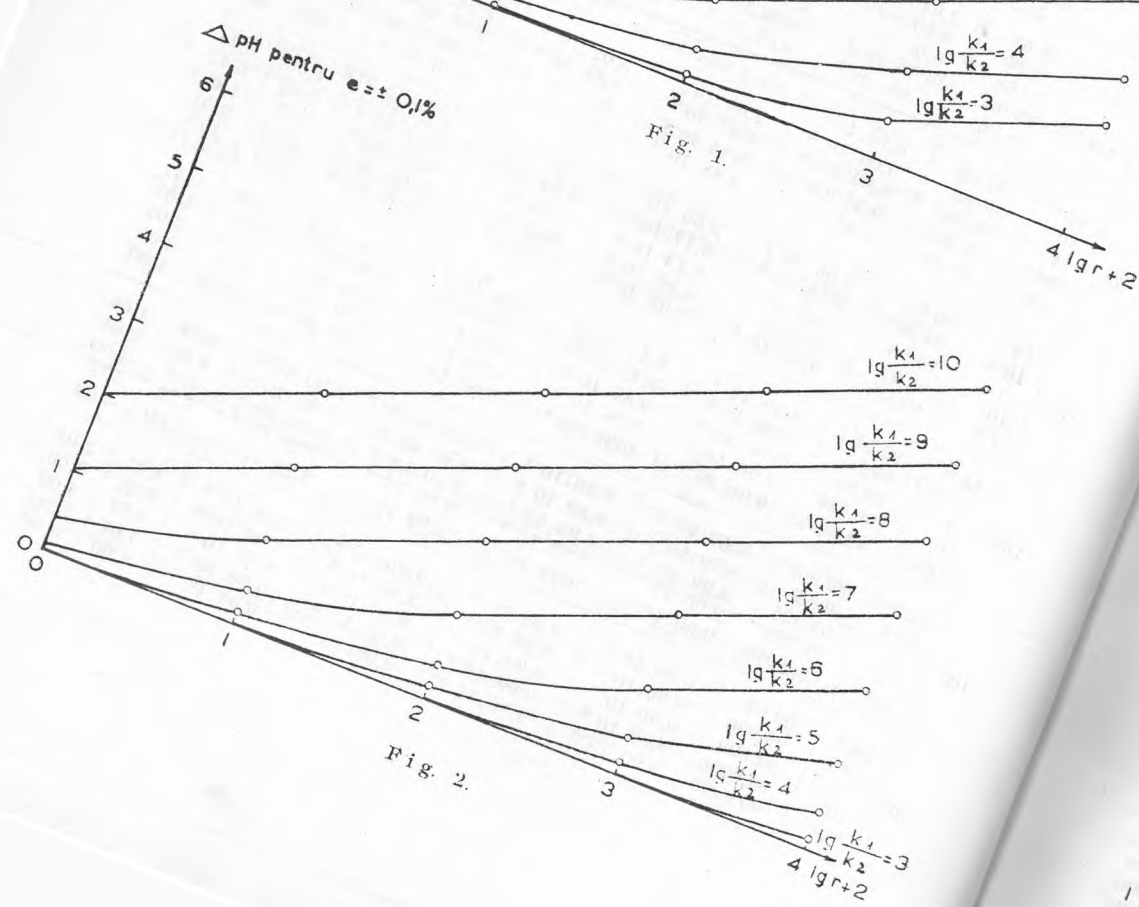 lg k1/k2 = 4
lg k1/k2 = 3
1
2
3
4 lg r + 2
Fig. 1.
Δ pH pentru e = ± 0,1%
6
5
4
3
2
1
0
0
1
2
3
4 lg r + 2
lg k1/k2 = 10
lg k1/k2 = 9
lg k1/k2 = 8
lg k1/k2 = 7
lg k1/k2 = 6
lg k1/k2 = 5
lg k1/k2 = 4
lg k1/k2 = 3
Fig. 2.